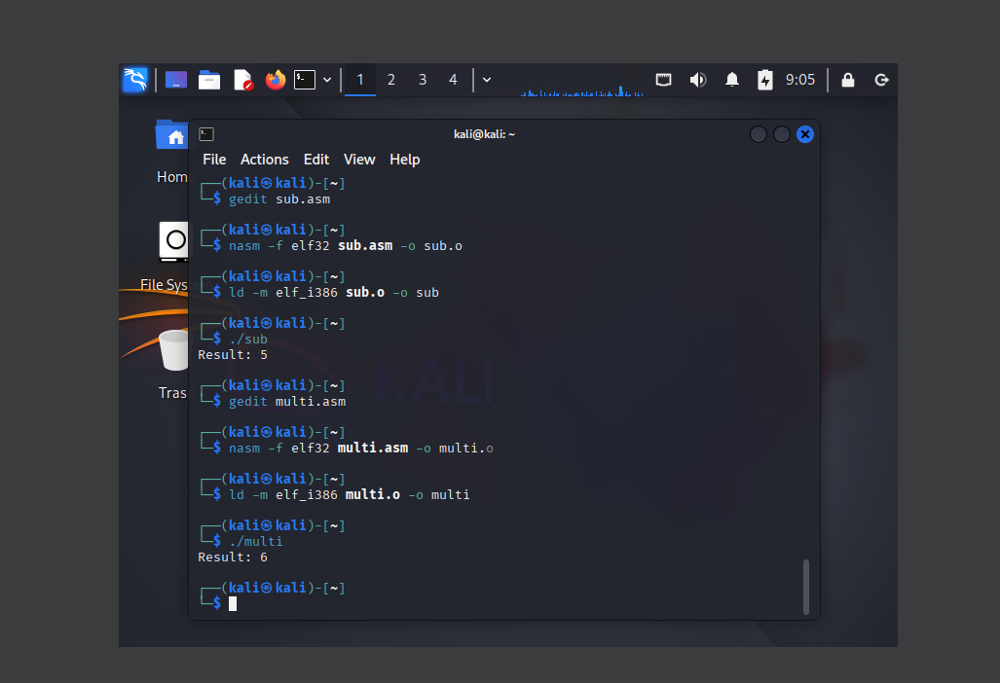 1 2 3 4 9:05
kali@kali: ~
File Actions Edit View Help
Home
File Sys
Tras
KALI
┌──(kali㉿kali)-[~]
└─$ gedit sub.asm
┌──(kali㉿kali)-[~]
└─$ nasm -f elf32 sub.asm -o sub.o
┌──(kali㉿kali)-[~]
└─$ ld -m elf_i386 sub.o -o sub
┌──(kali㉿kali)-[~]
└─$ ./sub
Result: 5
┌──(kali㉿kali)-[~]
└─$ gedit multi.asm
┌──(kali㉿kali)-[~]
└─$ nasm -f elf32 multi.asm -o multi.o
┌──(kali㉿kali)-[~]
└─$ ld -m elf_i386 multi.o -o multi
┌──(kali㉿kali)-[~]
└─$ ./multi
Result: 6
┌──(kali㉿kali)-[~]
└─$